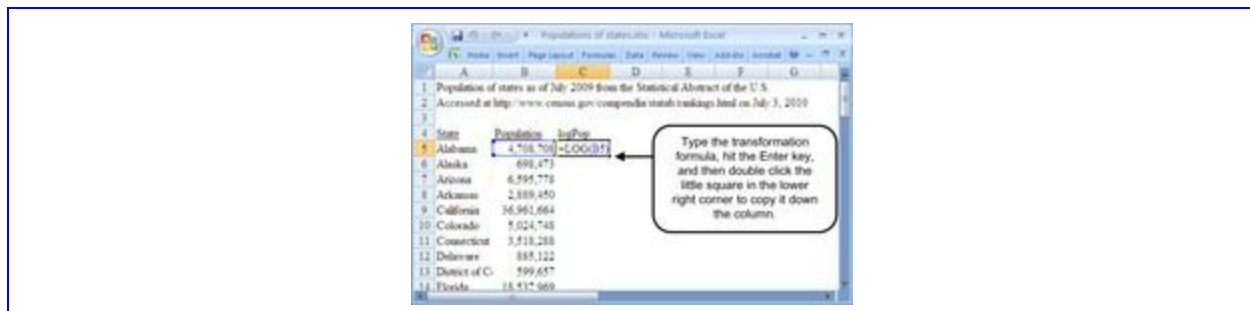 Populations of states.xlsx - Microsoft Excel
Home Insert Page Layout Formulas Data Review View Add-Ins Acrobat
A B C D E F G
1 Population of states as of July 2009 from the Statistical Abstract of the U.S.
2 Accessed at http://www.census.gov/compendia/statab/rankings.html on July 3, 2010
3
4 State Population logPop
5 Alabama 4,708,708 =LOG(B5)
6 Alaska 698,473
7 Arizona 6,595,778
8 Arkansas 2,889,450
9 California 36,961,664
10 Colorado 5,024,748
11 Connecticut 3,518,288
12 Delaware 885,122
13 District of C 599,657
14 Florida 18,537,969
Type the transformation
formula, hit the Enter key,
and then double click the
little square in the lower
right corner to copy it down
the column.